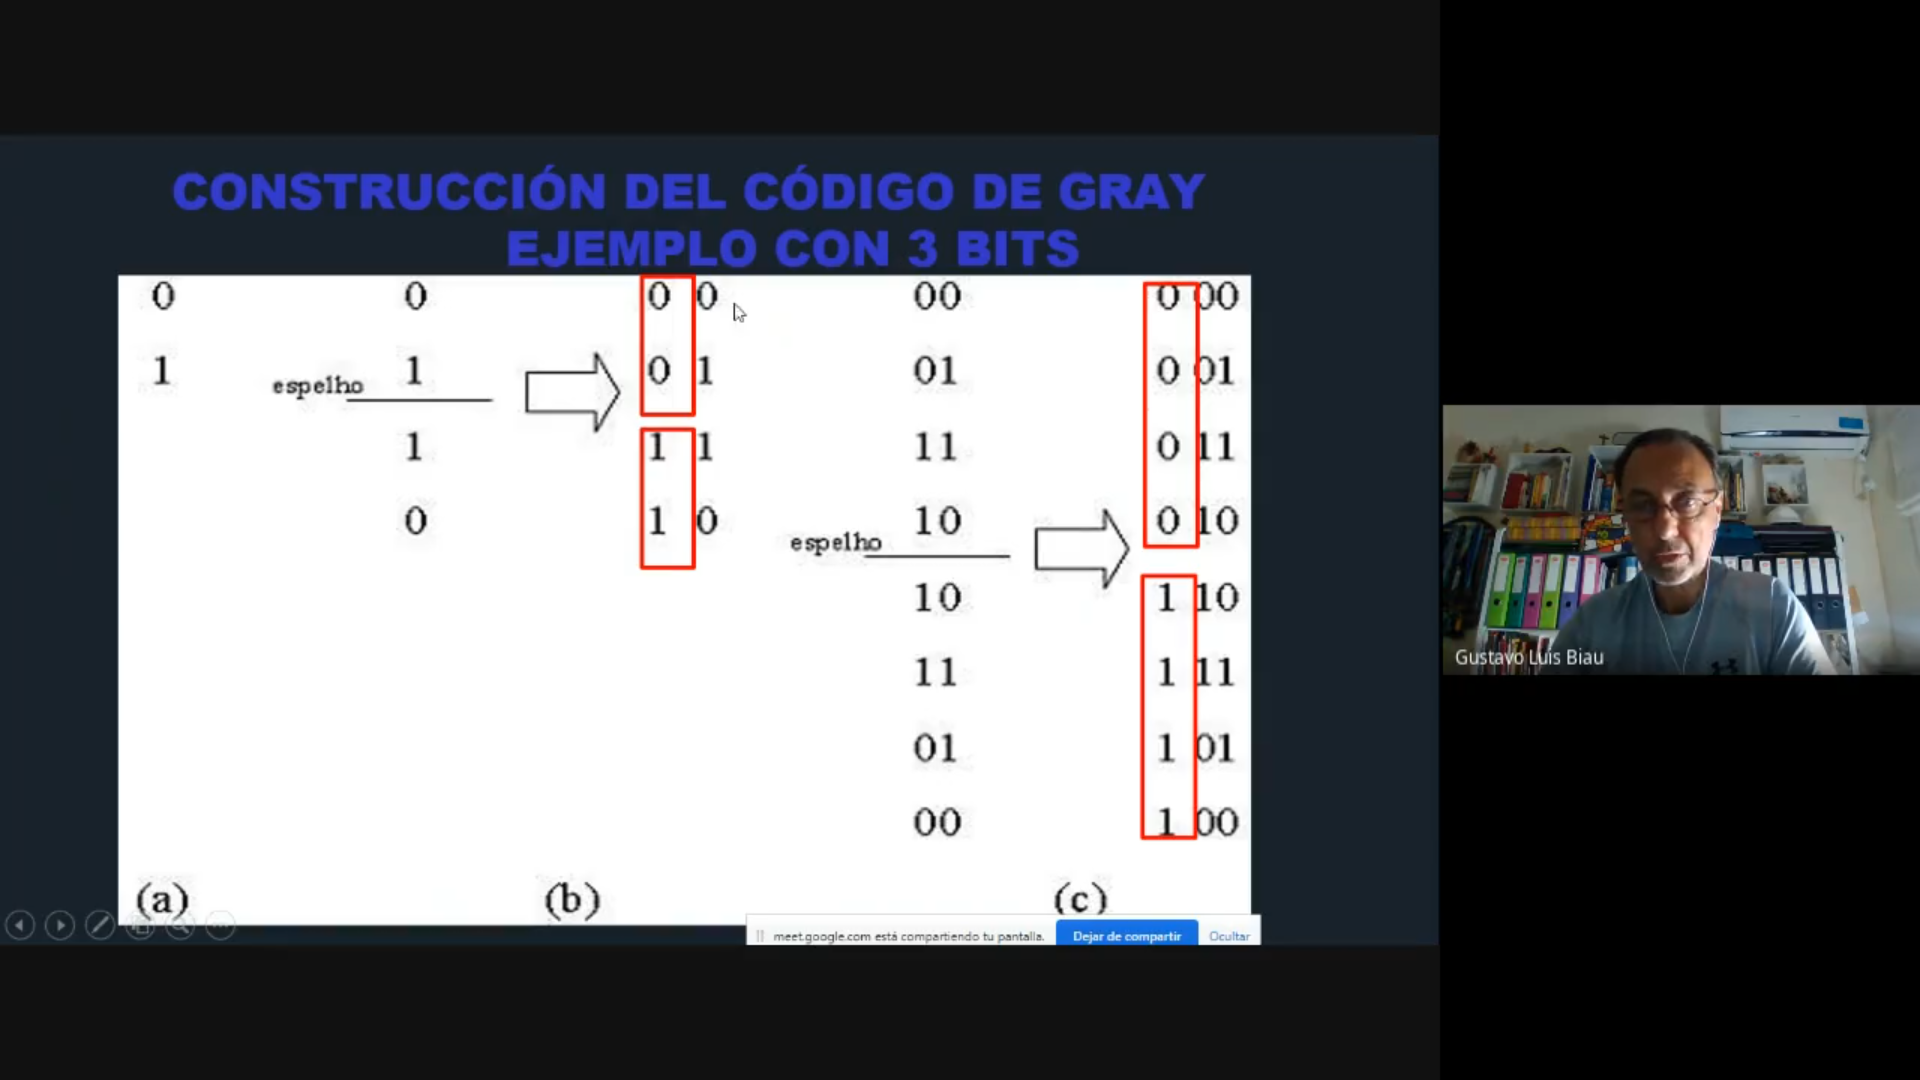 CONSTRUCCIÓN DEL CÓDIGO DE GRAY
EJEMPLO CON 3 BITS
0 0 0 0 00 0 00
1 espelho 1 0 1 01 0 01
1 1 1 11 0 11
0 1 0 espelho 10 0 10
10 1 10
11 1 11
01 1 01
00 1 00
(a) (b) (c)
meet.google.com está compartiendo tu pantalla. Dejar de compartir Ocultar
Gustavo Luis Biau